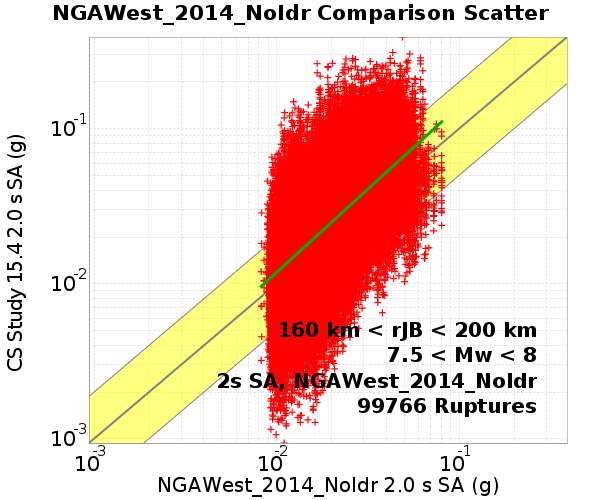 NGAWest_2014_NoIdr Comparison Scatter
CS Study 15.4 2.0 s SA (g)
10-1
10-2
10-3
160 km < rJB < 200 km
7.5 < Mw < 8
2s SA, NGAWest_2014_NoIdr
99766 Ruptures
10-3 10-2 10-1
NGAWest_2014_NoIdr 2.0 s SA (g)